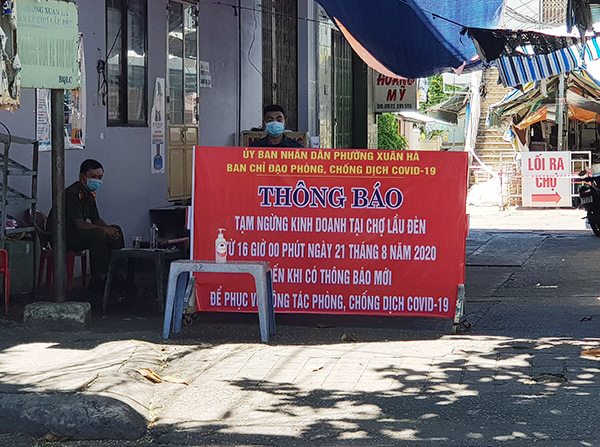 HOÀNG
MỸ
ỦY BAN NHÂN DÂN PHƯỜNG XUÂN HÀ
BAN CHỈ ĐẠO PHÒNG, CHỐNG DỊCH COVID-19
THÔNG BÁO
TẠM NGỪNG KINH DOANH TẠI CHỢ LẦU ĐÈN
TỪ 16 GIỜ 00 PHÚT NGÀY 21 THÁNG 8 NĂM 2020
ĐẾN KHI CÓ THÔNG BÁO MỚI
ĐỂ PHỤC VỤ CÔNG TÁC PHÒNG, CHỐNG DỊCH COVID-19
LỐI RA
CHỢ